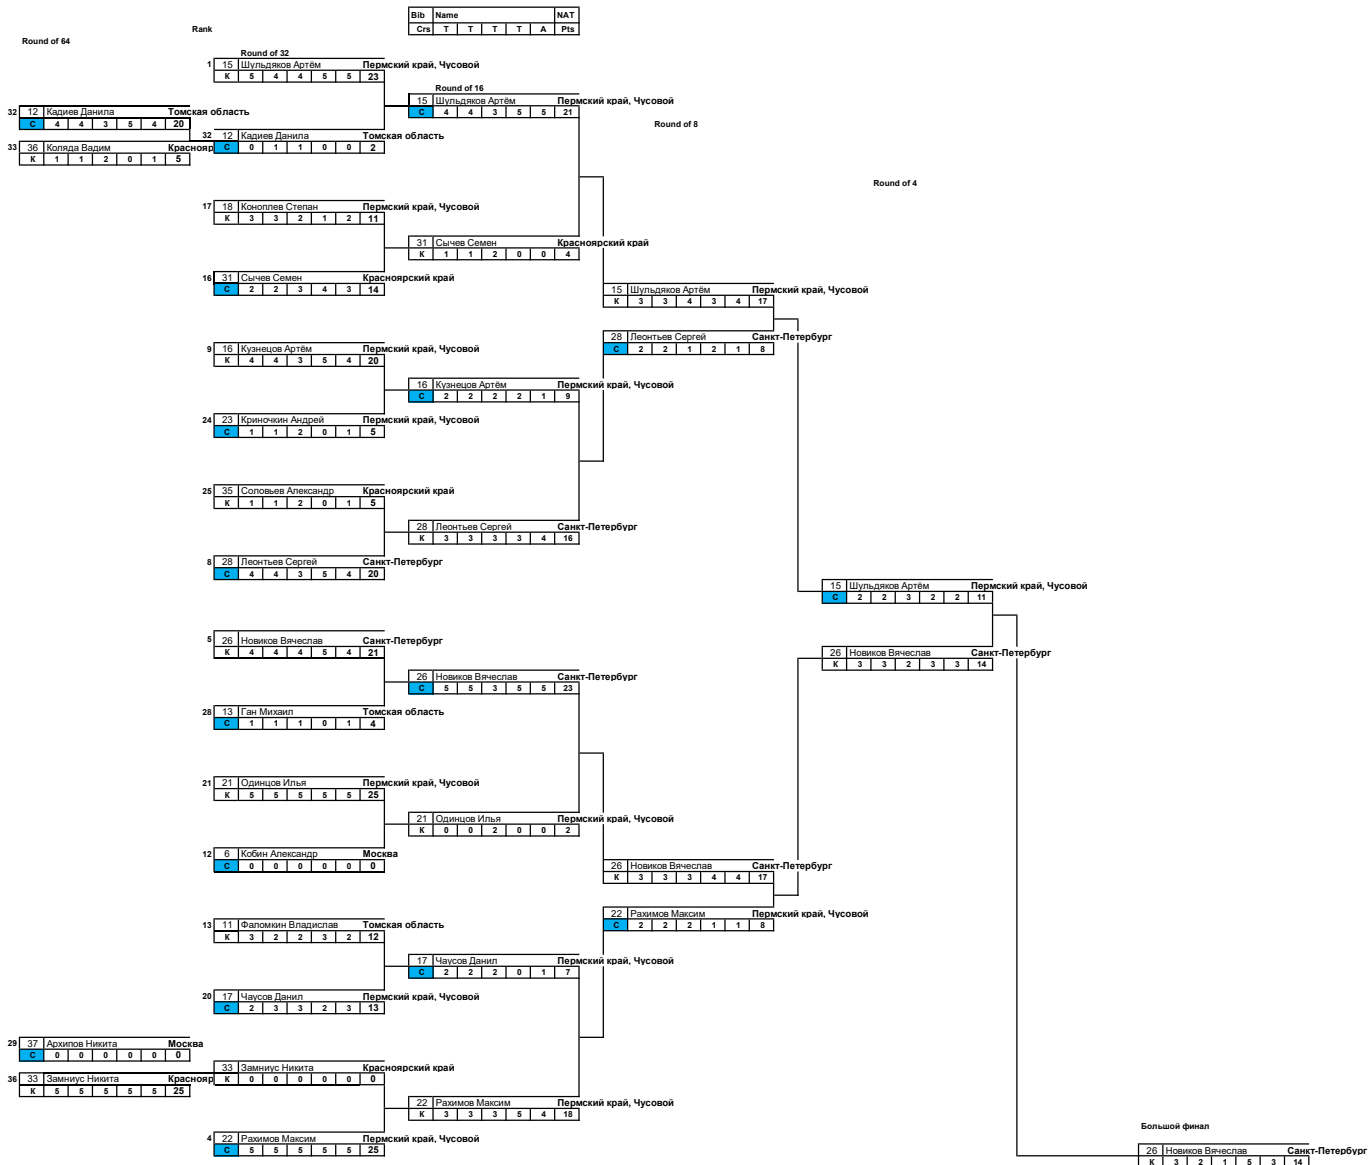 Bib Name NAT
Crs T T T T A Pts
Rank
Round of 64
Round of 32
1 15 Шульдяков Артём Пермский край, Чусовой
К 5 4 4 5 5 23
Round of 16
15 Шульдяков Артём Пермский край, Чусовой
С 4 4 3 5 5 21
32 12 Кадиев Данила Томская область
С 4 4 3 5 4 20
Round of 8
32 12 Кадиев Данила Томская область
С 0 1 1 0 0 2
33 36 Коляда Вадим Краснояр
К 1 1 2 0 1 5
Round of 4
17 18 Коноплев Степан Пермский край, Чусовой
К 3 3 2 1 2 11
31 Сычев Семен Красноярский край
К 1 1 2 0 0 4
16 31 Сычев Семен Красноярский край
С 2 2 3 4 3 14
15 Шульдяков Артём Пермский край, Чусовой
К 3 3 4 3 4 17
28 Леонтьев Сергей Санкт-Петербург
С 2 2 1 2 1 8
9 16 Кузнецов Артём Пермский край, Чусовой
К 4 4 3 5 4 20
16 Кузнецов Артём Пермский край, Чусовой
С 2 2 2 2 1 9
24 23 Криночкин Андрей Пермский край, Чусовой
С 1 1 2 0 1 5
25 35 Соловьев Александр Красноярский край
К 1 1 2 0 1 5
28 Леонтьев Сергей Санкт-Петербург
К 3 3 3 3 4 16
8 28 Леонтьев Сергей Санкт-Петербург
С 4 4 3 5 4 20
15 Шульдяков Артём Пермский край, Чусовой
С 2 2 3 2 2 11
5 26 Новиков Вячеслав Санкт-Петербург
К 4 4 4 5 4 21
26 Новиков Вячеслав Санкт-Петербург
К 3 3 2 3 3 14
26 Новиков Вячеслав Санкт-Петербург
С 5 5 3 5 5 23
28 13 Ган Михаил Томская область
С 1 1 1 0 1 4
21 21 Одинцов Илья Пермский край, Чусовой
К 5 5 5 5 5 25
21 Одинцов Илья Пермский край, Чусовой
К 0 0 2 0 0 2
12 6 Кобин Александр Москва
С 0 0 0 0 0 0
26 Новиков Вячеслав Санкт-Петербург
К 3 3 3 4 4 17
22 Рахимов Максим Пермский край, Чусовой
С 2 2 2 1 1 8
13 11 Фаломкин Владислав Томская область
К 3 2 2 3 2 12
17 Чаусов Данил Пермский край, Чусовой
С 2 2 2 0 1 7
20 17 Чаусов Данил Пермский край, Чусовой
С 2 3 3 2 3 13
29 37 Архипов Никита Москва
С 0 0 0 0 0 0
33 Замниус Никита Красноярский край
К 0 0 0 0 0 0
36 33 Замниус Никита Краснояр
К 5 5 5 5 5 25
22 Рахимов Максим Пермский край, Чусовой
К 3 3 3 5 4 18
4 22 Рахимов Максим Пермский край, Чусовой
С 5 5 5 5 5 25
Большой финал
26 Новиков Вячеслав Санкт-Петербург
К 3 2 1 5 3 14